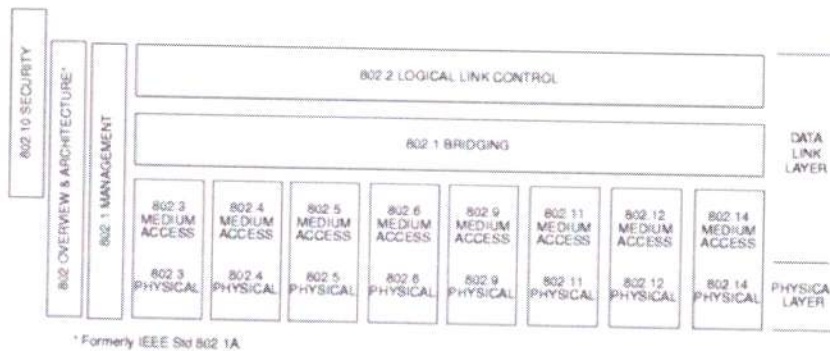 802.10 SECURITY
802 OVERVIEW & ARCHITECTURE*
802.1 MANAGEMENT
802.2 LOGICAL LINK CONTROL
802.1 BRIDGING
DATA
LINK
LAYER
802.3
MEDIUM
ACCESS
802.4
MEDIUM
ACCESS
802.5
MEDIUM
ACCESS
802.6
MEDIUM
ACCESS
802.9
MEDIUM
ACCESS
802.11
MEDIUM
ACCESS
802.12
MEDIUM
ACCESS
802.14
MEDIUM
ACCESS
802.3
PHYSICAL
802.4
PHYSICAL
802.5
PHYSICAL
802.6
PHYSICAL
802.9
PHYSICAL
802.11
PHYSICAL
802.12
PHYSICAL
802.14
PHYSICAL
PHYSICAL
LAYER
* Formerly IEEE Std 802.1A